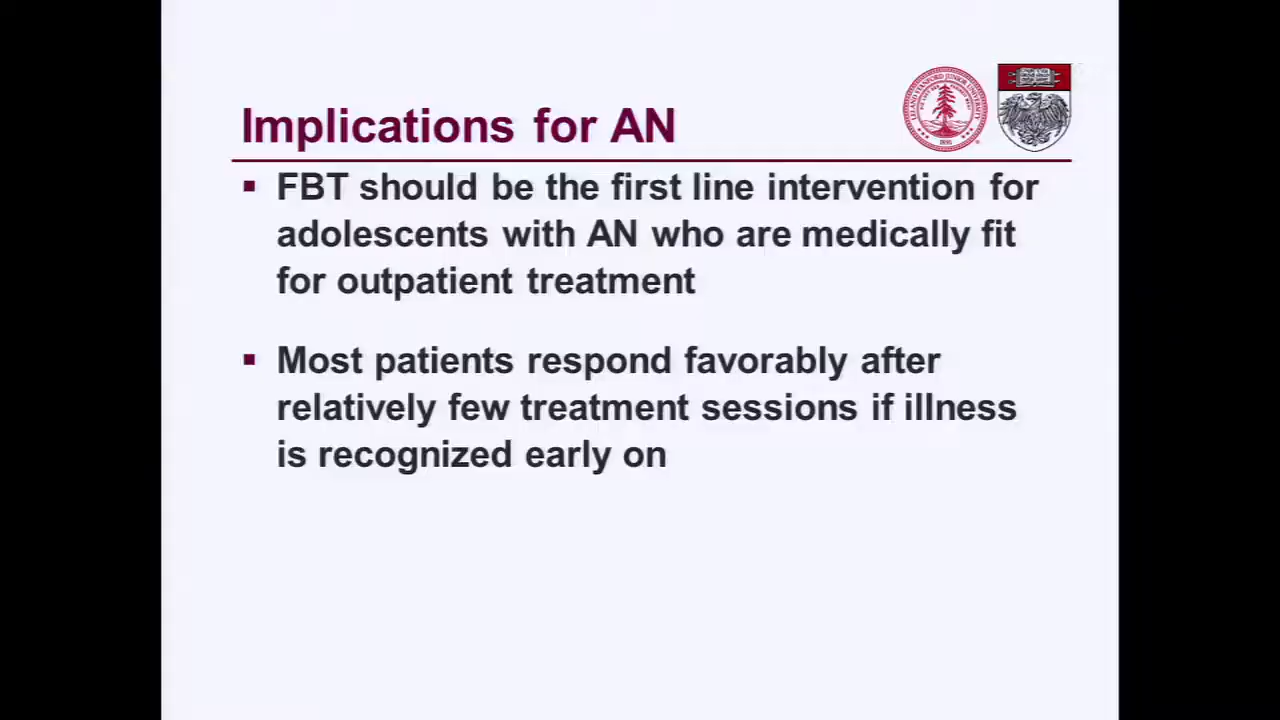 Implications for AN
▪ FBT should be the first line intervention for
adolescents with AN who are medically fit
for outpatient treatment
▪ Most patients respond favorably after
relatively few treatment sessions if illness
is recognized early on